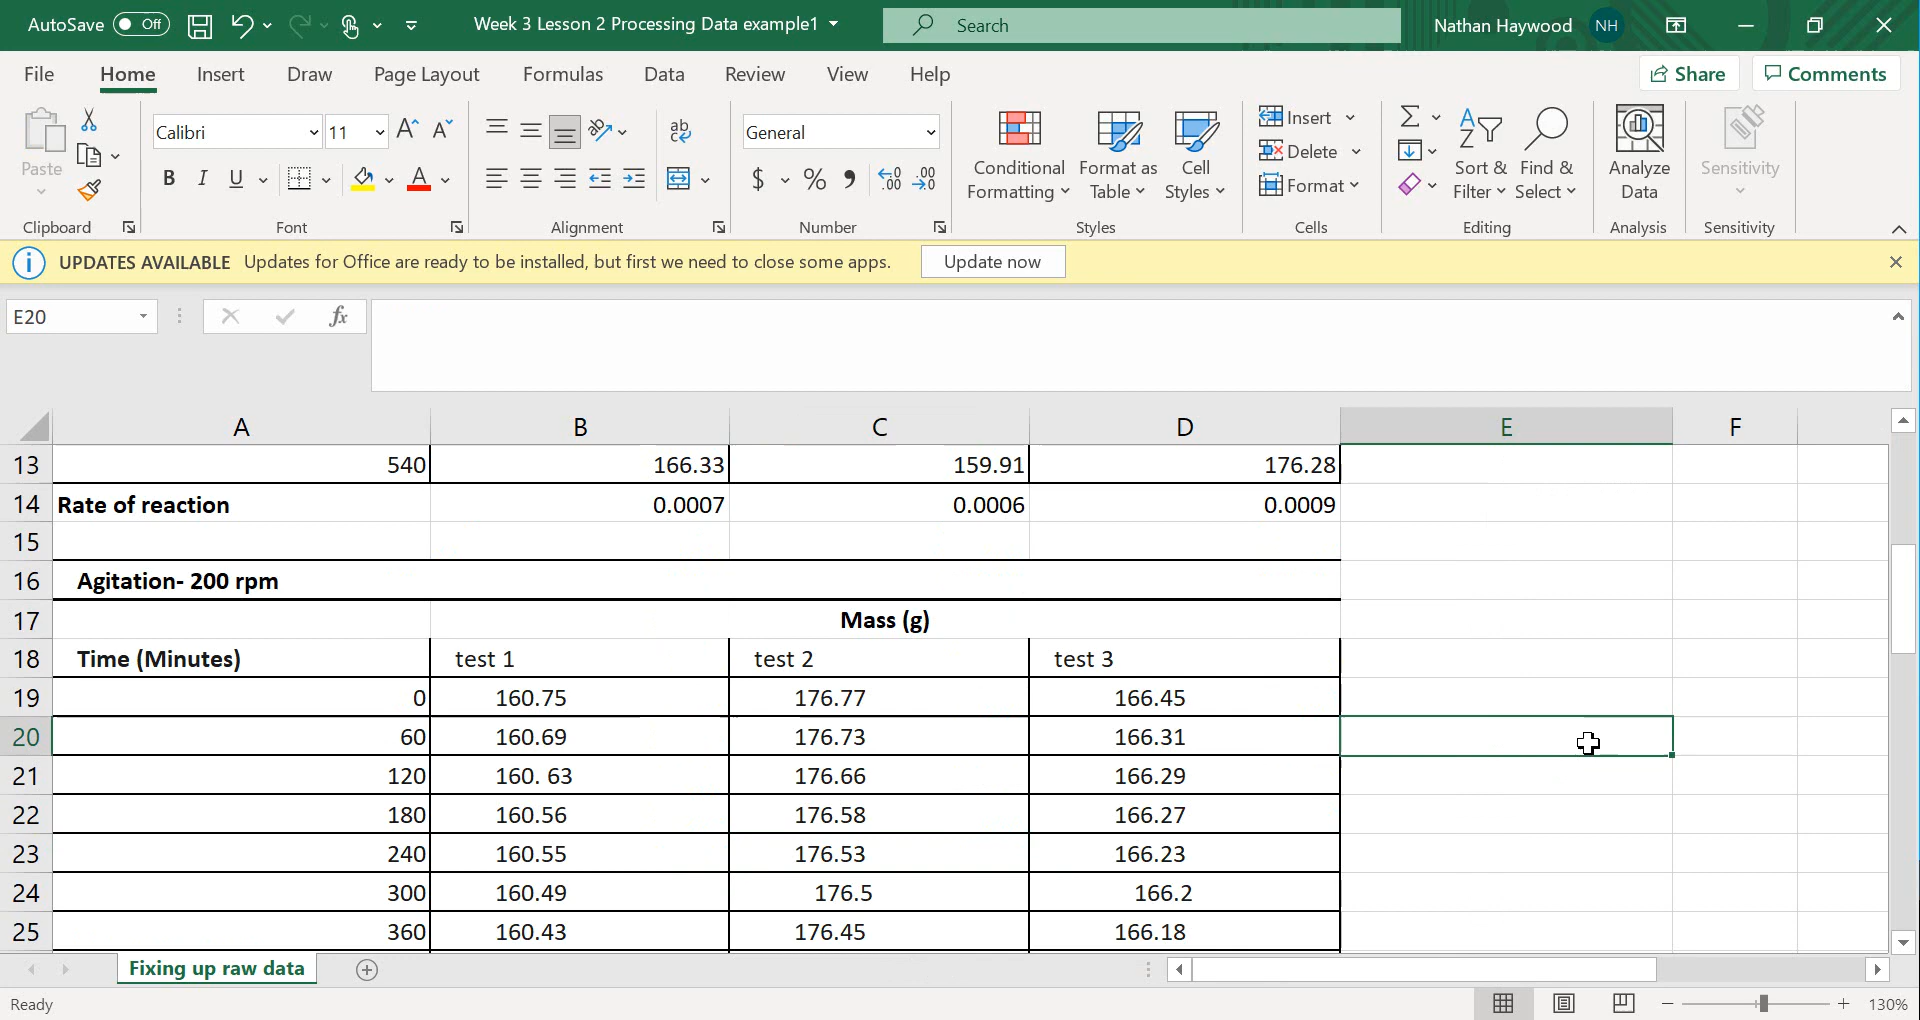 AutoSave Off Week 3 Lesson 2 Processing Data example1 Search Nathan Haywood NH
File Home Insert Draw Page Layout Formulas Data Review View Help Share Comments
Paste
Calibri 11
B I U A
ab
General
$ % 9 .00 .00
Conditional Formatting
Format as Table
Cell Styles
Insert
Delete
Format
Sort & Filter
Find & Select
Analyze Data
Sensitivity
Clipboard Font Alignment Number Styles Cells Editing Analysis Sensitivity
UPDATES AVAILABLE Updates for Office are ready to be installed, but first we need to close some apps. Update now
E20 fx
A B C D E F
13 540 166.33 159.91 176.28
14 Rate of reaction 0.0007 0.0006 0.0009
15
16 Agitation- 200 rpm
17 Mass (g)
18 Time (Minutes) test 1 test 2 test 3
19 0 160.75 176.77 166.45
20 60 160.69 176.73 166.31
21 120 160. 63 176.66 166.29
22 180 160.56 176.58 166.27
23 240 160.55 176.53 166.23
24 300 160.49 176.5 166.2
25 360 160.43 176.45 166.18
Fixing up raw data
Ready 130%